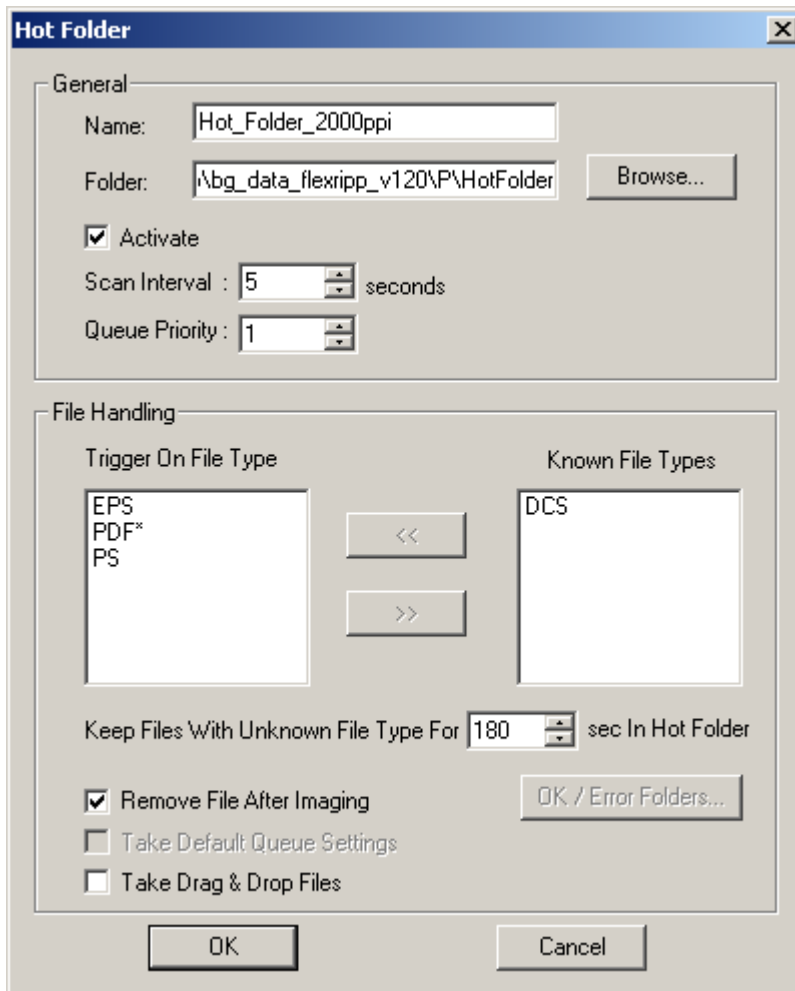 Hot Folder
General
Name: Hot_Folder_2000ppi
Folder: \bg_data_flexripp_v120\P\HotFolder Browse...
Activate
Scan Interval : 5 seconds
Queue Priority : 1
File Handling
Trigger On File Type Known File Types
EPS DCS
PDF*
PS
<<
>>
Keep Files With Unknown File Type For 180 sec In Hot Folder
Remove File After Imaging OK / Error Folders...
Take Default Queue Settings
Take Drag & Drop Files
OK Cancel